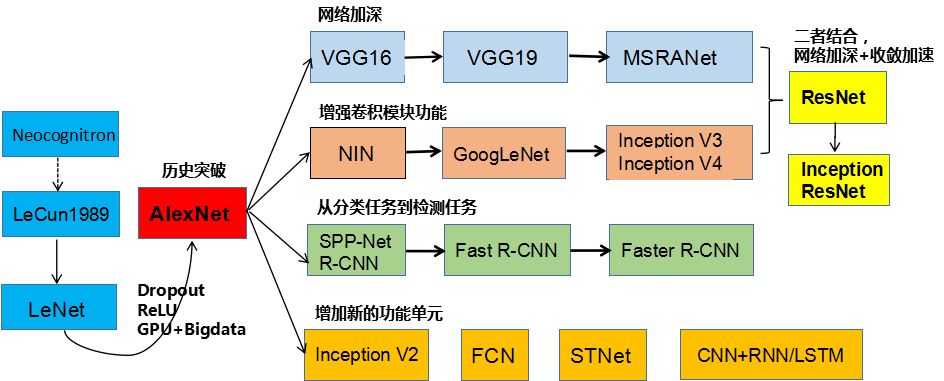 网络加深
VGG16
VGG19
MSRANet
二者结合，
网络加深+收敛加速
ResNet
Inception
ResNet
增强卷积模块功能
NIN
GoogLeNet
Inception V3
Inception V4
Neocognitron
LeCun1989
LeNet
历史突破
AlexNet
Dropout
ReLU
GPU+Bigdata
从分类任务到检测任务
SPP-Net
R-CNN
Fast R-CNN
Faster R-CNN
增加新的功能单元
Inception V2
FCN
STNet
CNN+RNN/LSTM